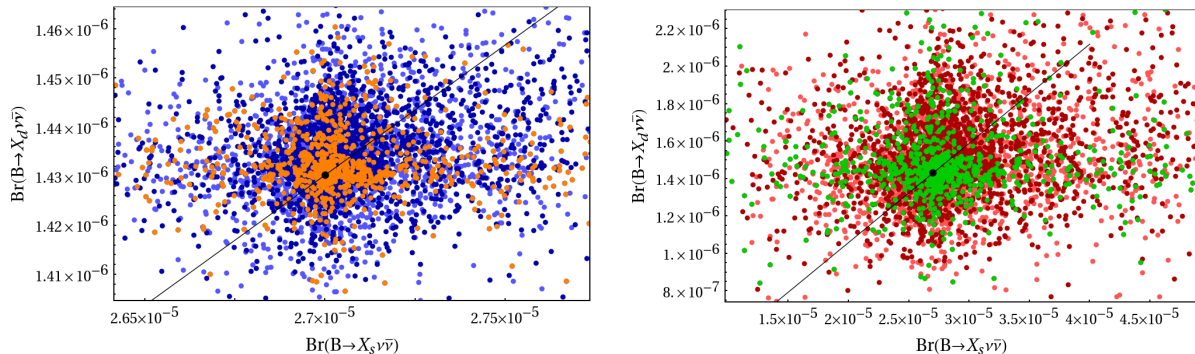 1.46×10⁻⁶
1.45×10⁻⁶
1.44×10⁻⁶
1.43×10⁻⁶
1.42×10⁻⁶
1.41×10⁻⁶
Br(B→X_d νν̄)
2.65×10⁻⁵ 2.7×10⁻⁵ 2.75×10⁻⁵
Br(B→X_s νν̄)
2.2×10⁻⁶
2.×10⁻⁶
1.8×10⁻⁶
1.6×10⁻⁶
1.4×10⁻⁶
1.2×10⁻⁶
1.×10⁻⁶
8.×10⁻⁷
Br(B→X_d νν̄)
1.5×10⁻⁵ 2.×10⁻⁵ 2.5×10⁻⁵ 3.×10⁻⁵ 3.5×10⁻⁵ 4.×10⁻⁵ 4.5×10⁻⁵
Br(B→X_s νν̄)